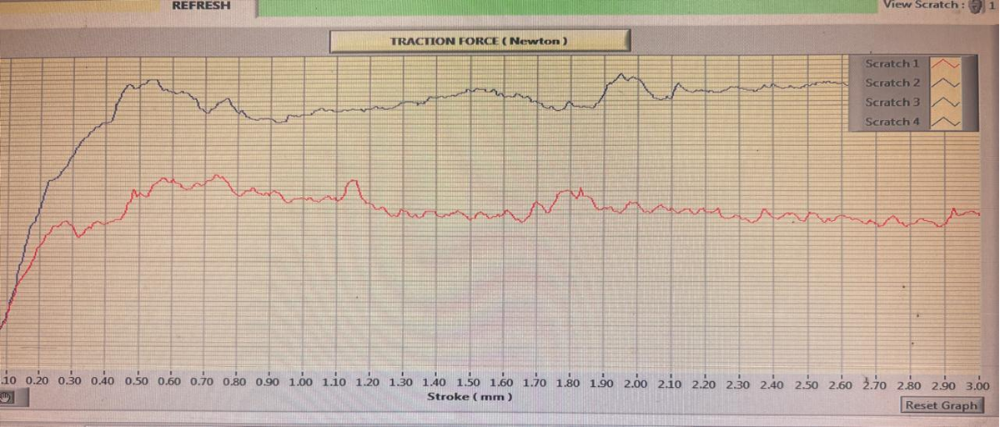 REFRESH
View Scratch : 1
TRACTION FORCE ( Newton )
Scratch 1
Scratch 2
Scratch 3
Scratch 4
.10 0.20 0.30 0.40 0.50 0.60 0.70 0.80 0.90 1.00 1.10 1.20 1.30 1.40 1.50 1.60 1.70 1.80 1.90 2.00 2.10 2.20 2.30 2.40 2.50 2.60 2.70 2.80 2.90 3.00
Stroke ( mm )
Reset Graph